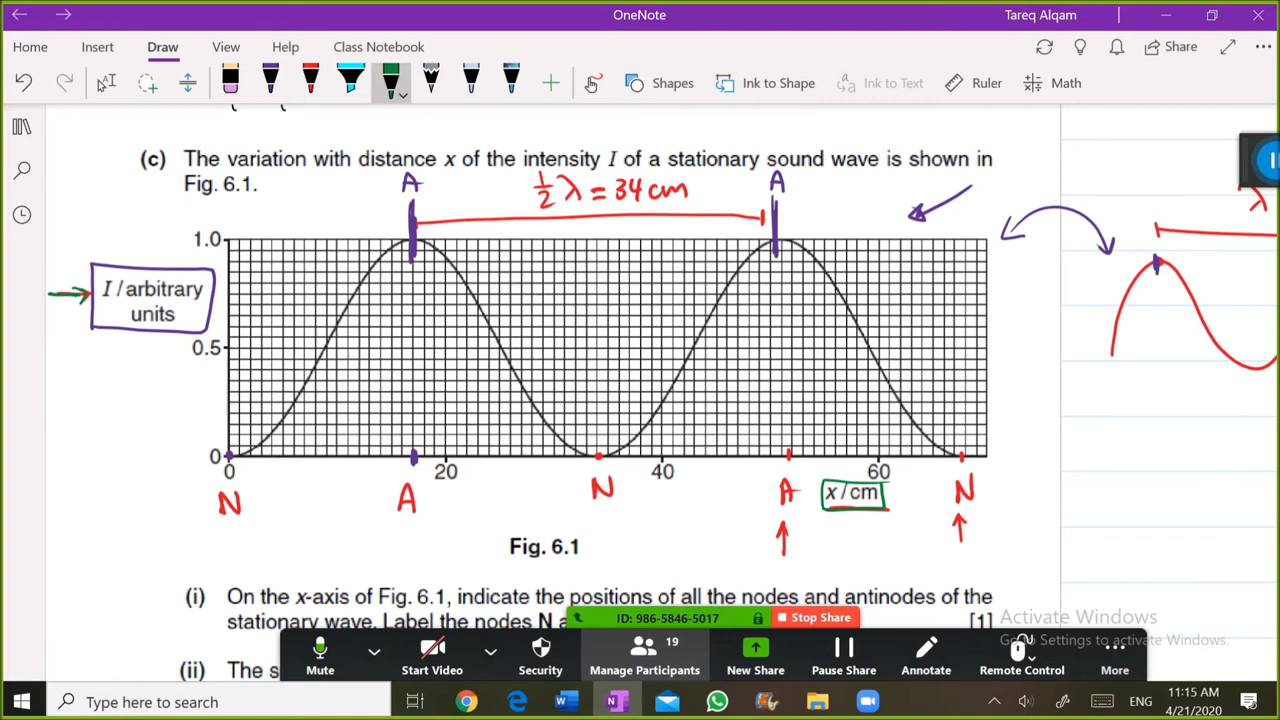 OneNote
Tareq Alqam
Home Insert Draw View Help Class Notebook
Share
Shapes Ink to Shape Ink to Text Ruler Math
(c) The variation with distance x of the intensity I of a stationary sound wave is shown in
Fig. 6.1.
A
½ λ = 34 cm
A
λ
1.0
I / arbitrary
units
0.5
0
0 20 40 60
x / cm
N A N A N
Fig. 6.1
(i) On the x-axis of Fig. 6.1, indicate the positions of all the nodes and antinodes of the
stationary wave. Label the nodes N a
[1]
ID: 986-5846-5017 Stop Share
Activate Windows
Go to Settings to activate Windows.
19
Mute Start Video Security Manage Participants New Share Pause Share Annotate Remote Control More
(ii) The s
Type here to search
ENG
11:15 AM
4/21/2020